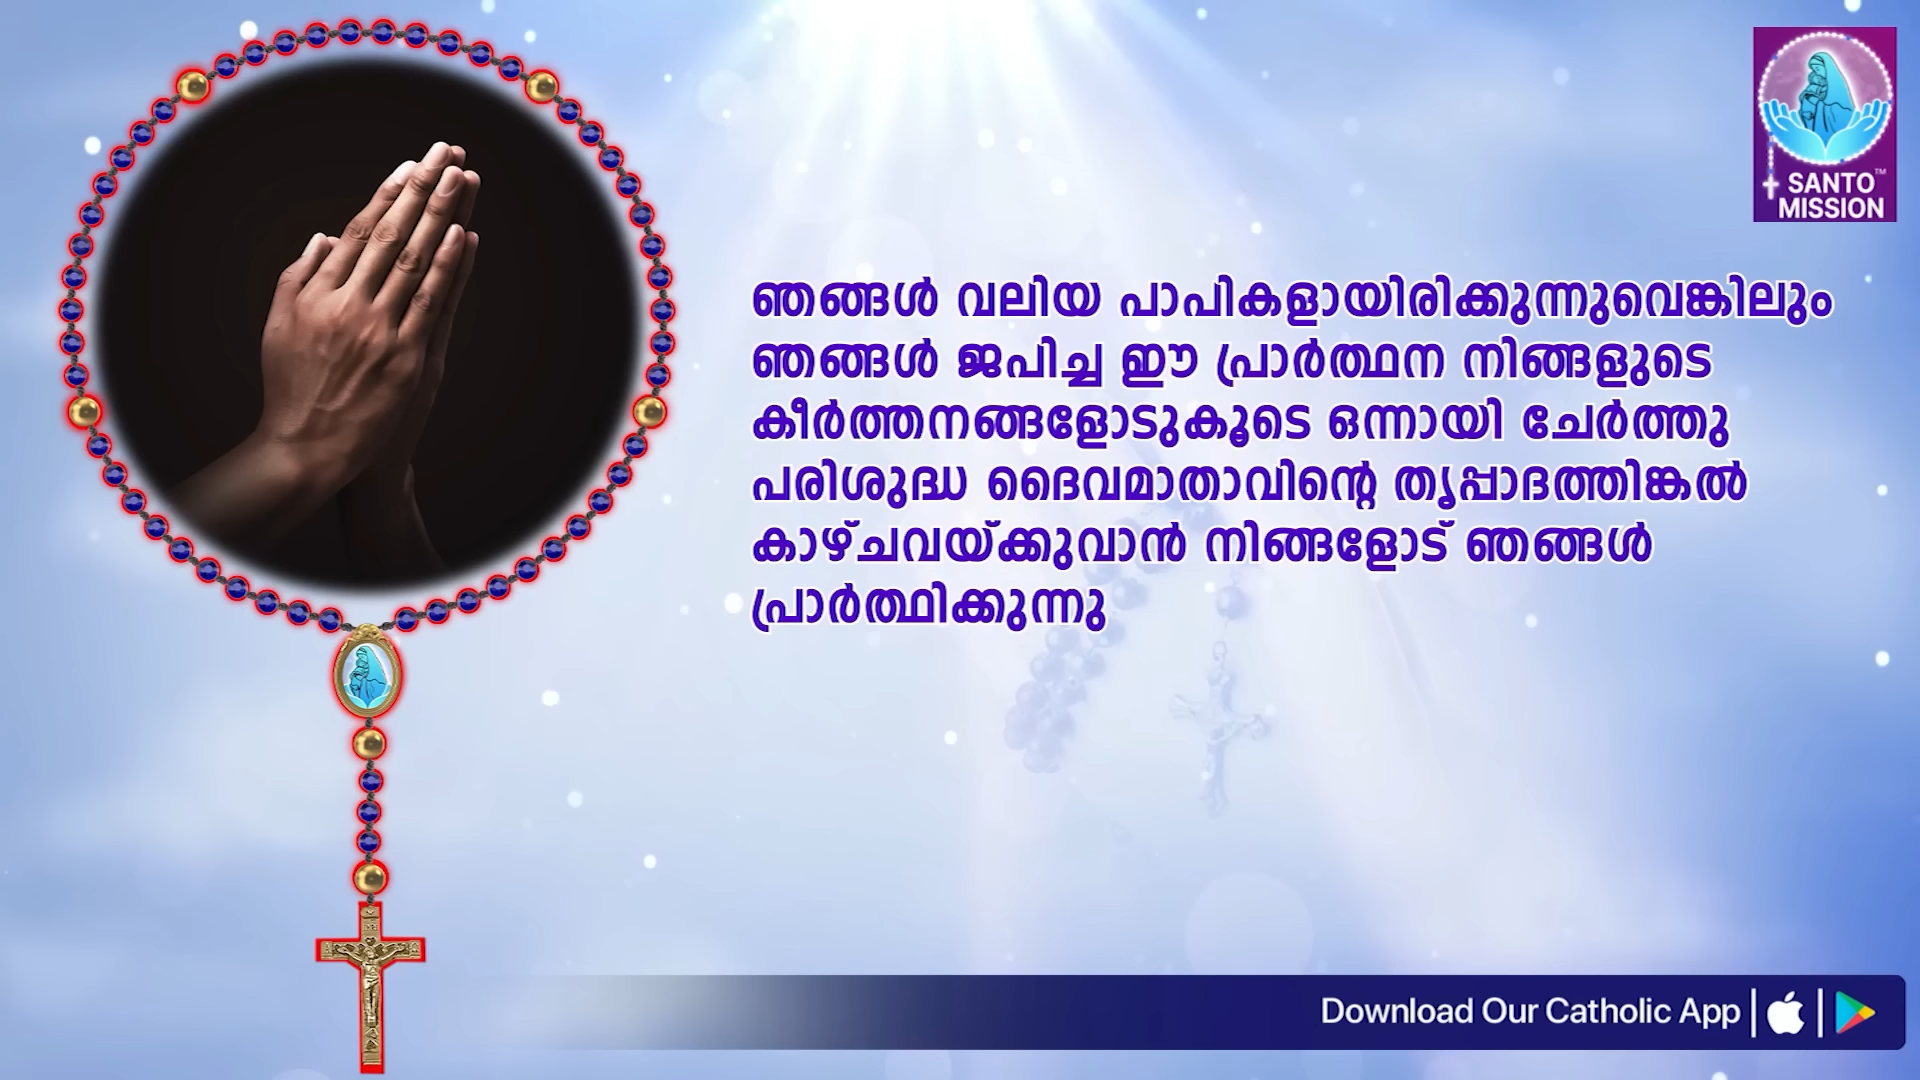 SANTO™
MISSION
ഞങ്ങൾ വലിയ പാപികളായിരിക്കുന്നുവെങ്കിലും
ഞങ്ങൾ ജപിച്ച ഈ പ്രാർത്ഥന നിങ്ങളുടെ
കീർത്തനങ്ങളോടുകൂടെ ഒന്നായി ചേർത്തു
പരിശുദ്ധ ദൈവമാതാവിന്റെ തൃപ്പാദത്തിങ്കൽ
കാഴ്ചവയ്ക്കുവാൻ നിങ്ങളോട് ഞങ്ങൾ
പ്രാർത്ഥിക്കുന്നു
Download Our Catholic App